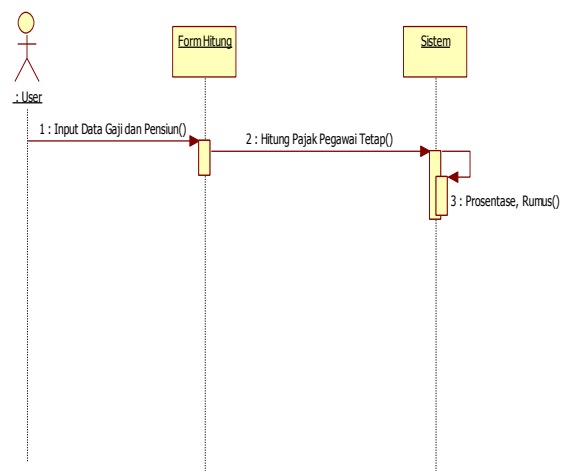 Form Hitung
Sistem
: User
1 : Input Data Gaji dan Pensiun()
2 : Hitung Pajak Pegawai Tetap()
3 : Prosentase, Rumus()